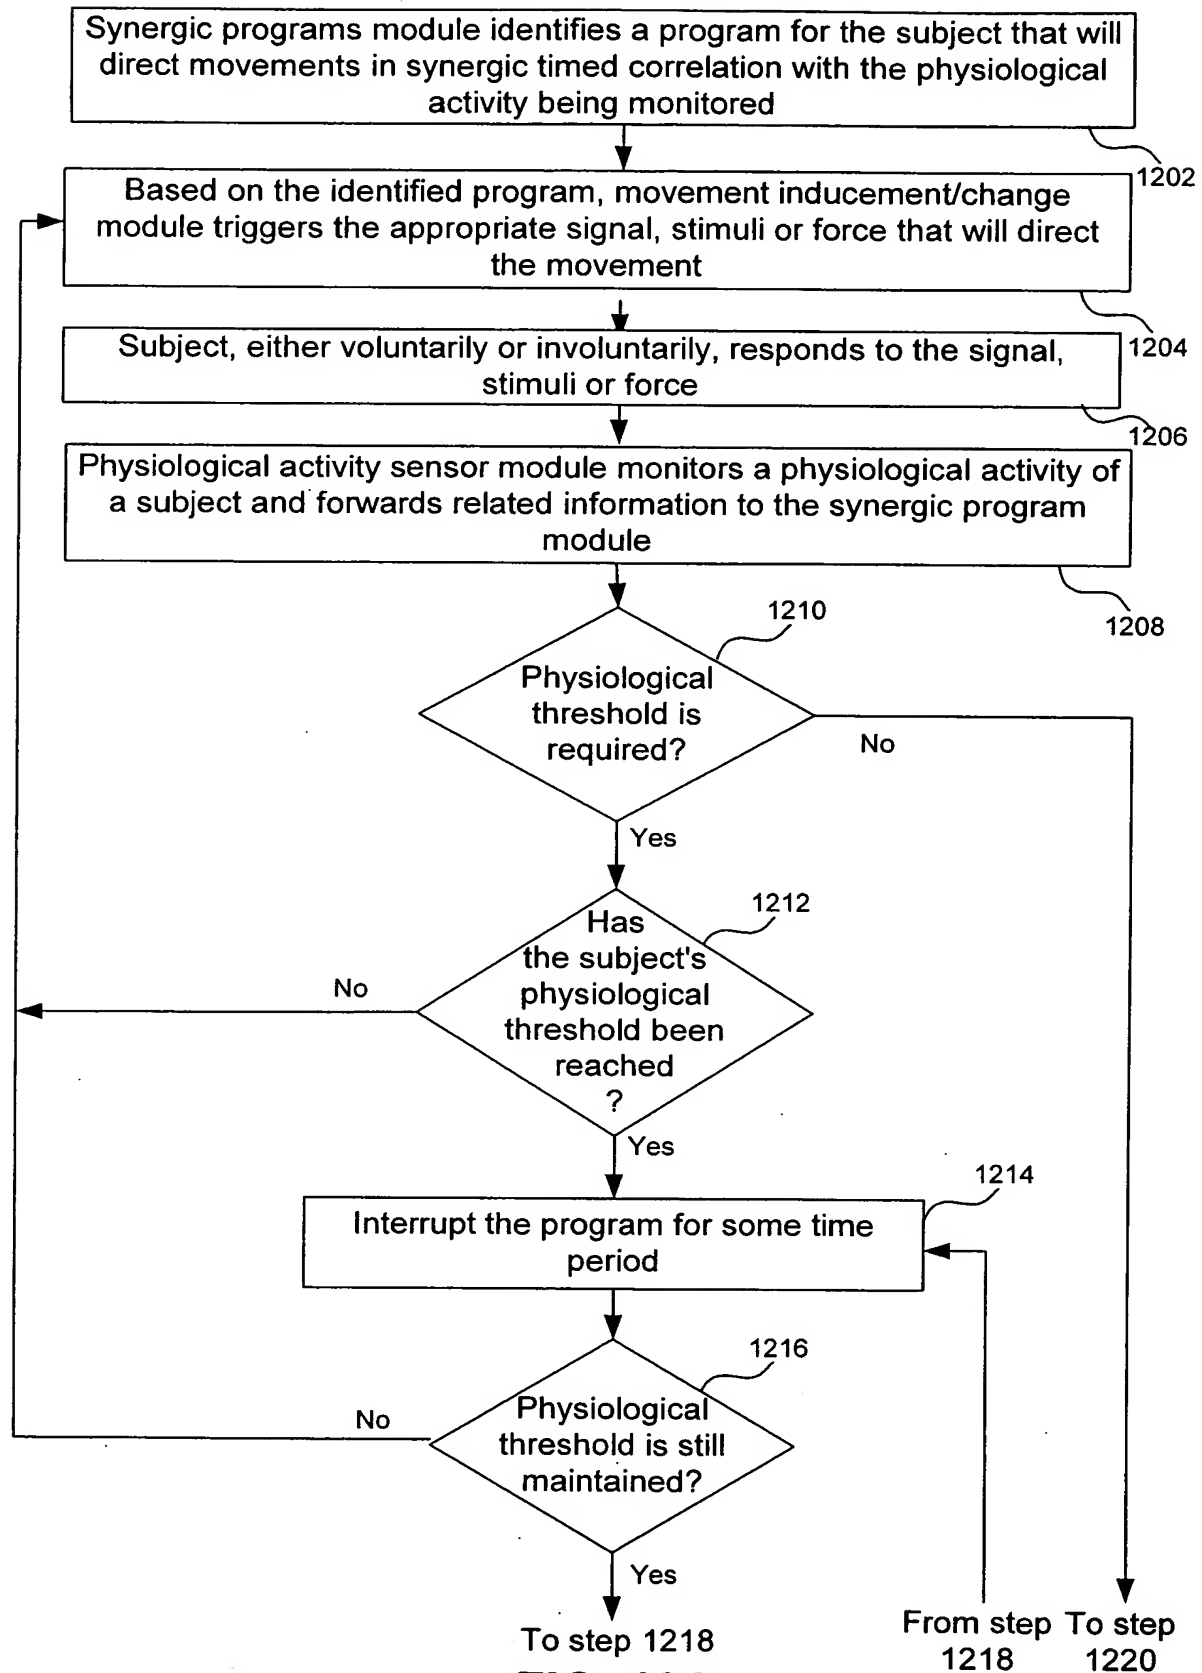 Synergic programs module identifies a program for the subject that will
direct movements in synergic timed correlation with the physiological
activity being monitored
1202
Based on the identified program, movement inducement/change
module triggers the appropriate signal, stimuli or force that will direct
the movement
1204
Subject, either voluntarily or involuntarily, responds to the signal,
stimuli or force
1206
Physiological activity sensor module monitors a physiological activity of
a subject and forwards related information to the synergic program
module
1208
1210
Physiological
threshold is
required?
No
Yes
1212
Has
the subject's
physiological
threshold been
reached
?
No
Yes
1214
Interrupt the program for some time
period
1216
Physiological
threshold is still
maintained?
No
Yes
To step 1218
From step
1218
To step
1220